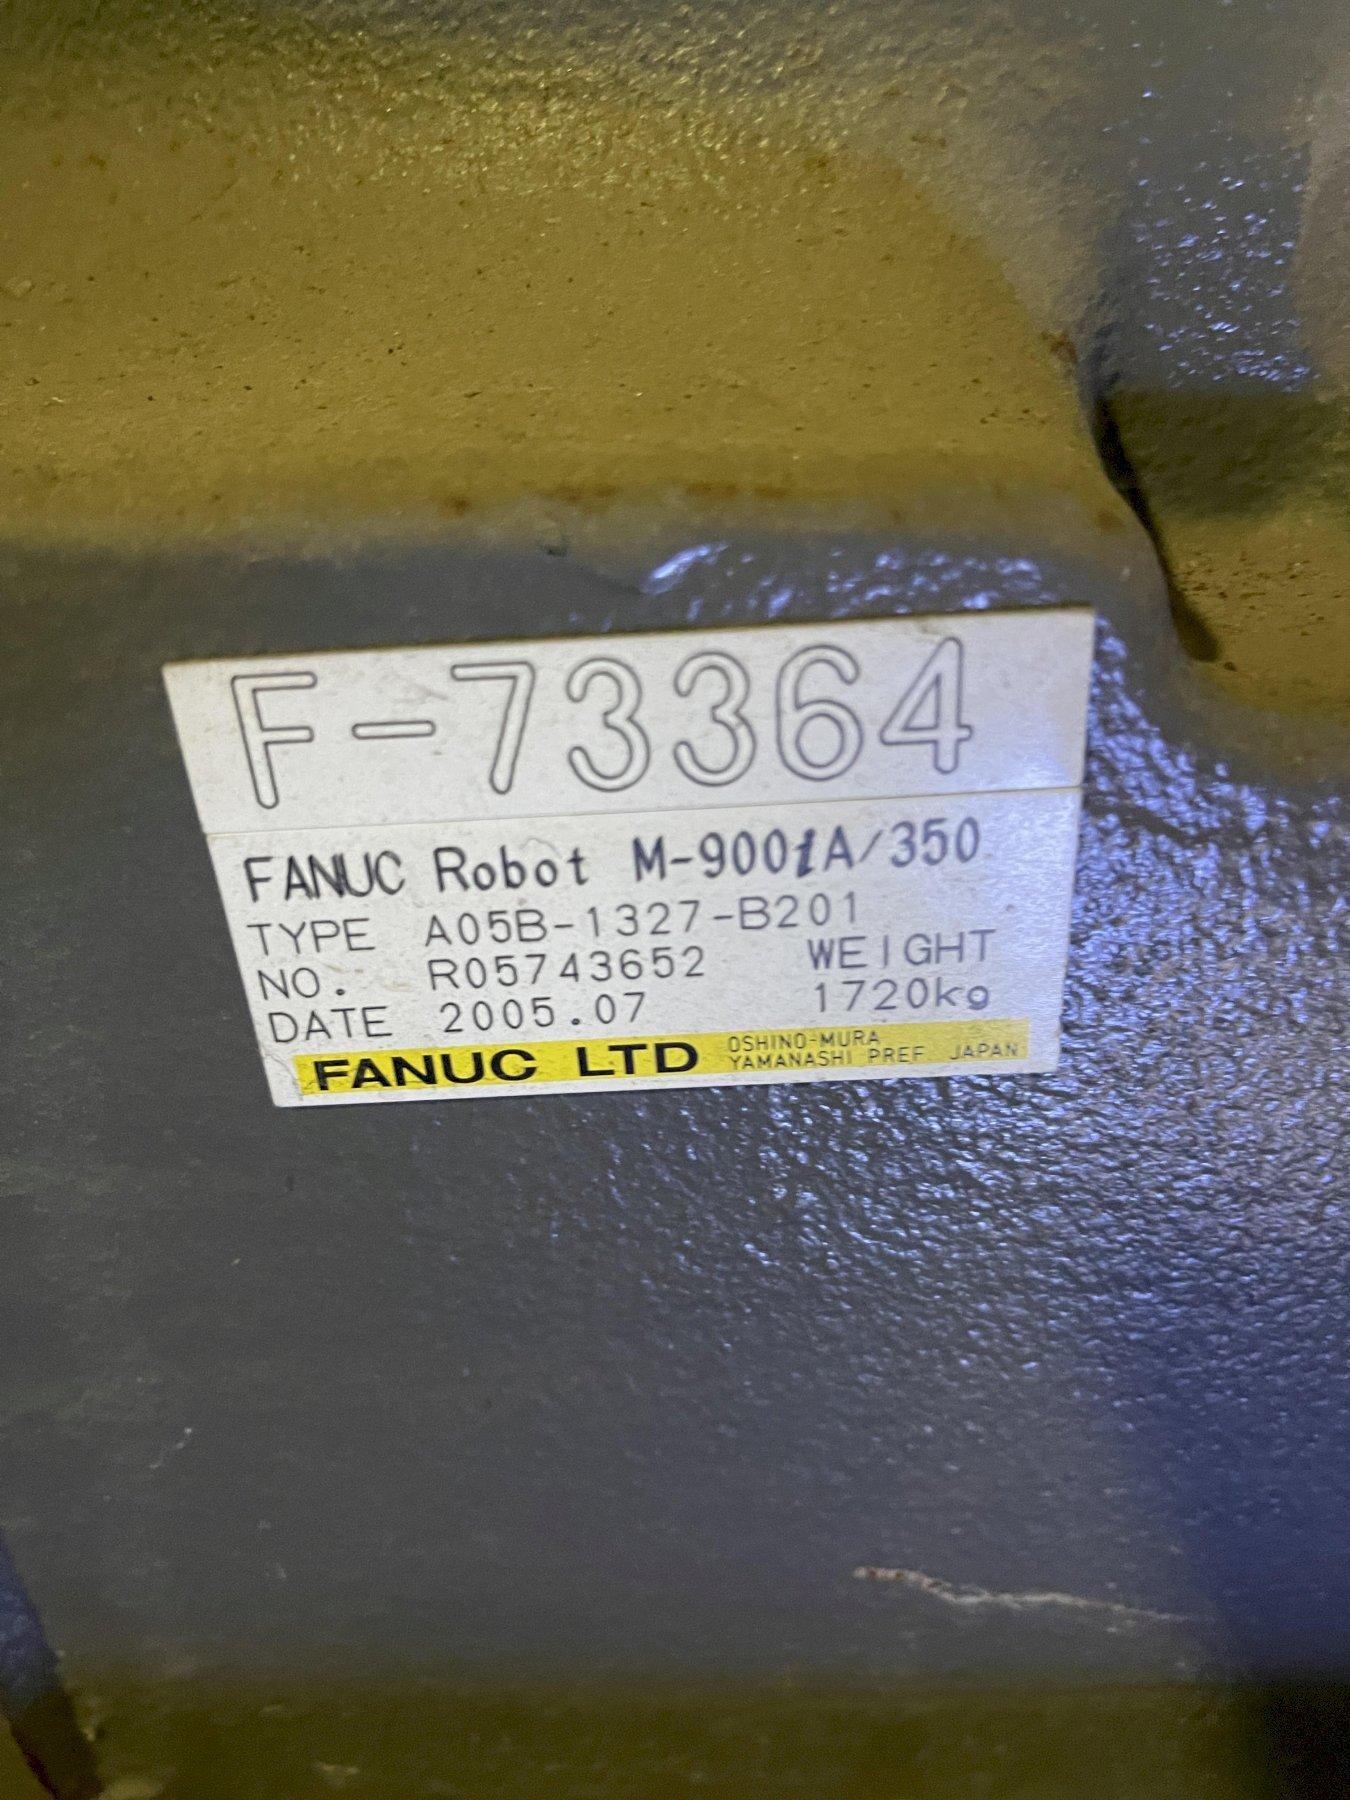 F-73364
FANUC Robot M-900iA/350
TYPE A05B-1327-B201
NO. R05743652 WEIGHT
DATE 2005.07 1720kg
FANUC LTD OSHINO-MURA
YAMANASHI PREF. JAPAN